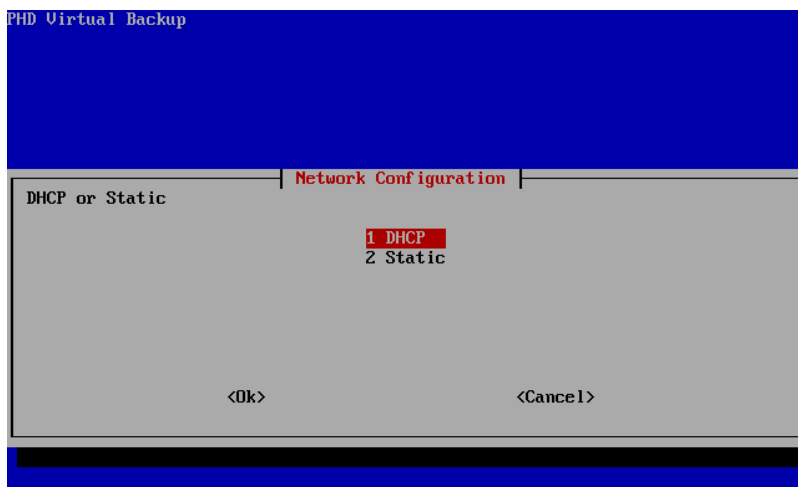 PHD Virtual Backup
Network Configuration
DHCP or Static
1 DHCP
2 Static
<Ok> <Cancel>